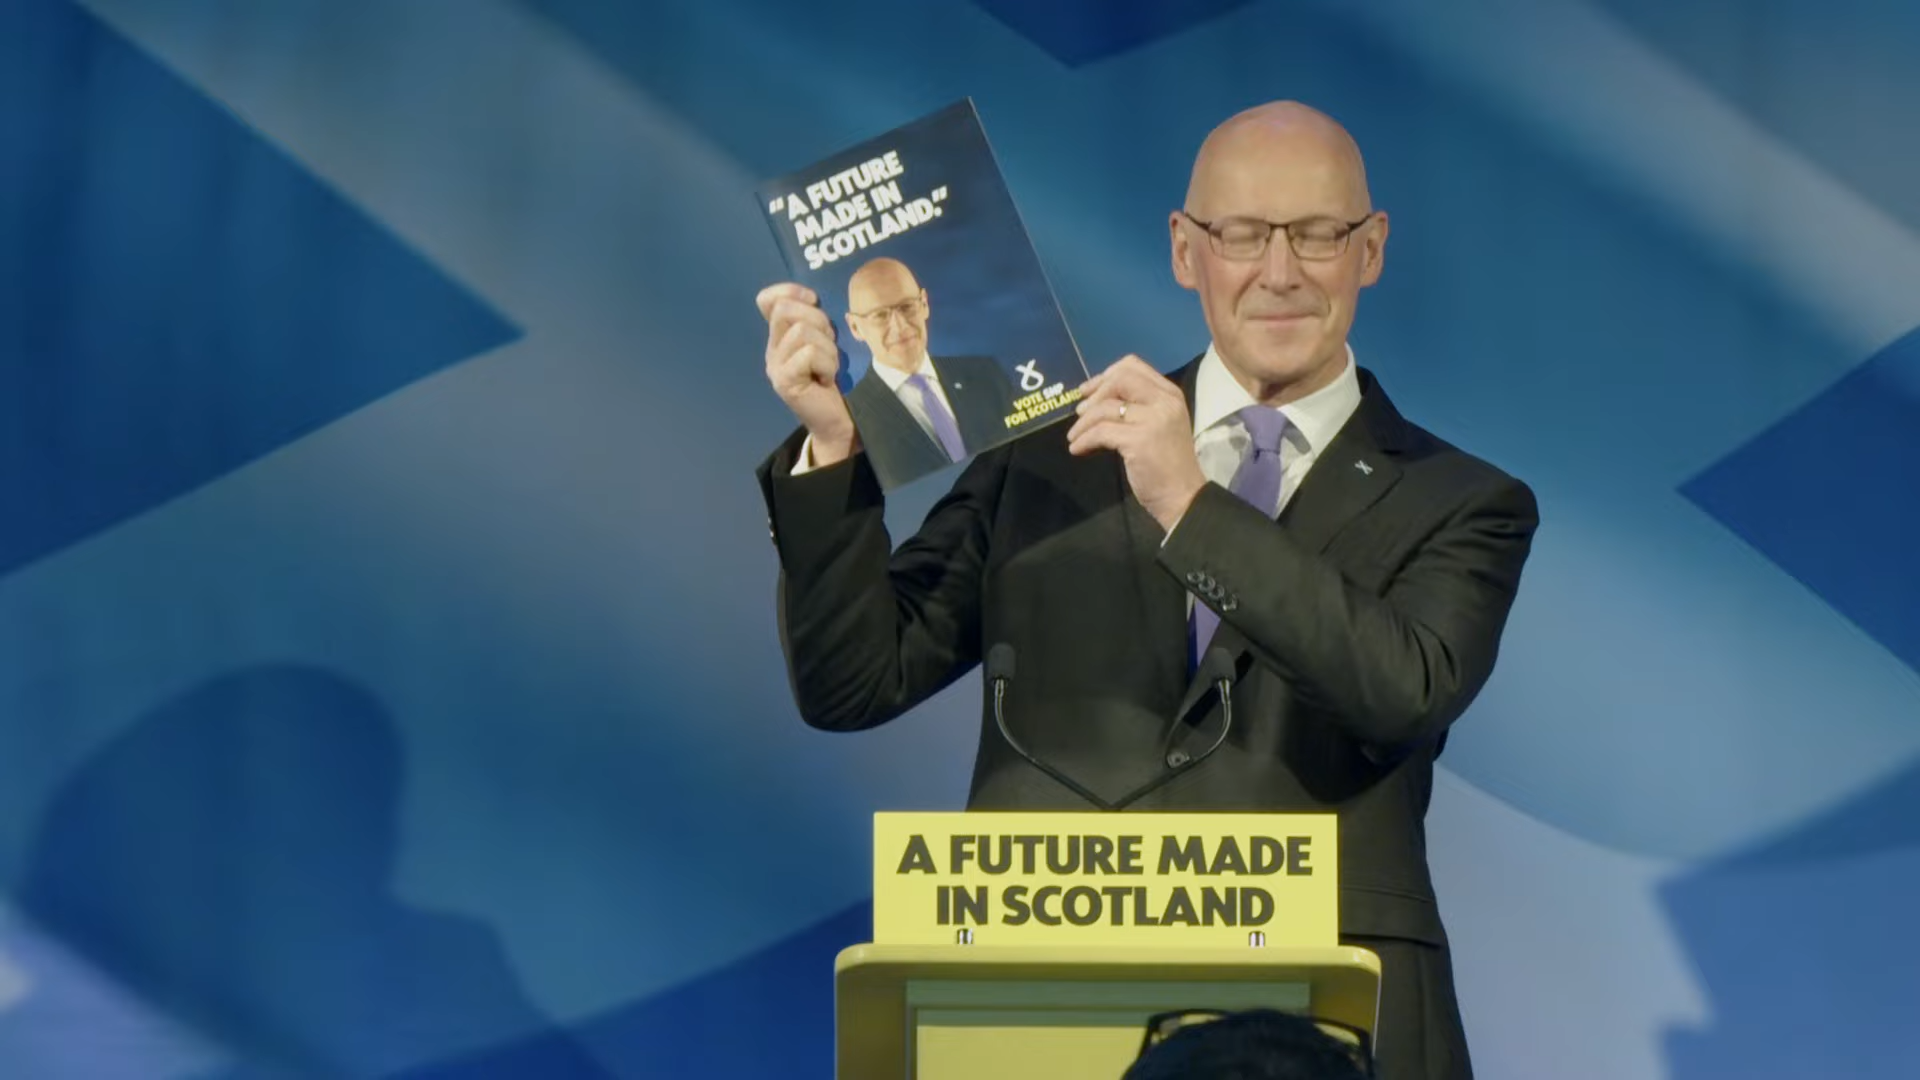 “A FUTURE
MADE IN
SCOTLAND.”
VOTE SNP
FOR SCOTLAND
A FUTURE MADE
IN SCOTLAND